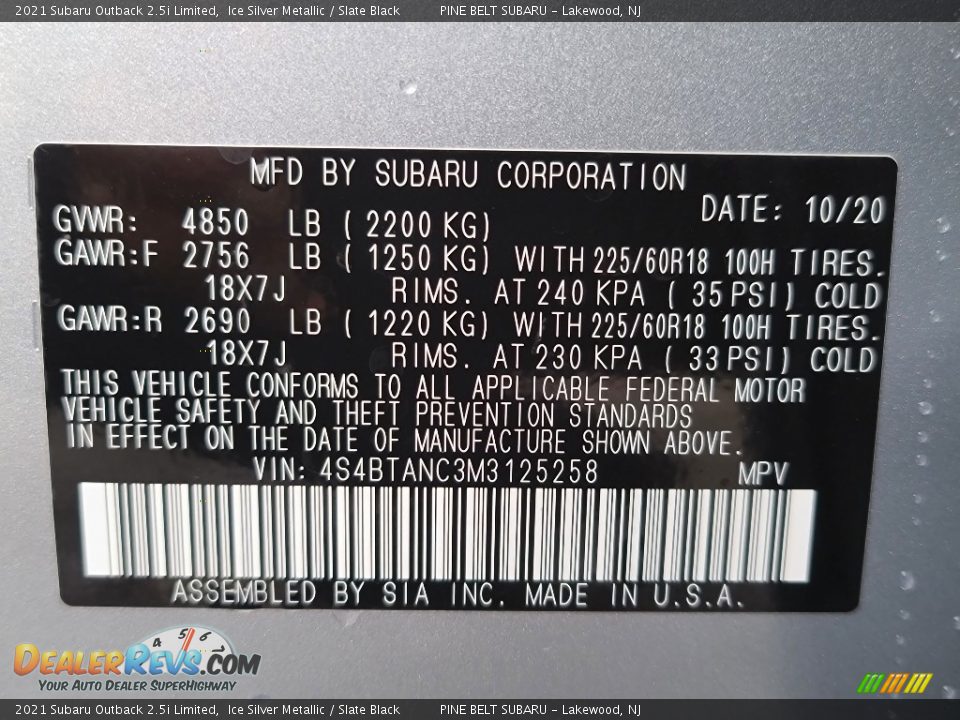 2021 Subaru Outback 2.5i Limited, Ice Silver Metallic / Slate Black PINE BELT SUBARU - Lakewood, NJ
MFD BY SUBARU CORPORATION
DATE: 10/20
GVWR: 4850 LB ( 2200 KG)
GAWR:F 2756 LB ( 1250 KG) WITH 225/60R18 100H TIRES.
18X7J RIMS. AT 240 KPA ( 35 PSI) COLD
GAWR:R 2690 LB ( 1220 KG) WITH 225/60R18 100H TIRES.
18X7J RIMS. AT 230 KPA ( 33 PSI) COLD
THIS VEHICLE CONFORMS TO ALL APPLICABLE FEDERAL MOTOR
VEHICLE SAFETY AND THEFT PREVENTION STANDARDS
IN EFFECT ON THE DATE OF MANUFACTURE SHOWN ABOVE.
VIN: 4S4BTANC3M3125258 MPV
ASSEMBLED BY SIA INC. MADE IN U.S.A.
4 5 6 7
DEALERREVS.COM
YOUR AUTO DEALER SUPERHIGHWAY
2021 Subaru Outback 2.5i Limited, Ice Silver Metallic / Slate Black PINE BELT SUBARU - Lakewood, NJ